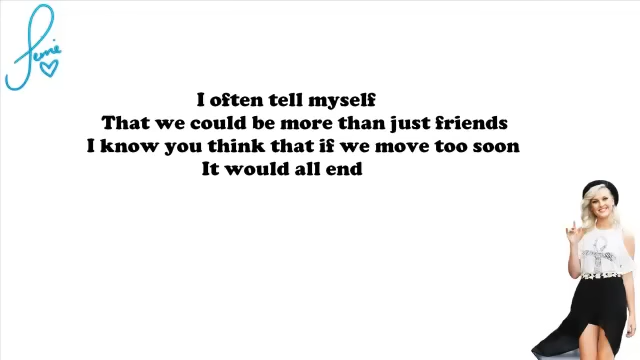 Perrie
I often tell myself
That we could be more than just friends
I know you think that if we move too soon
It would all end